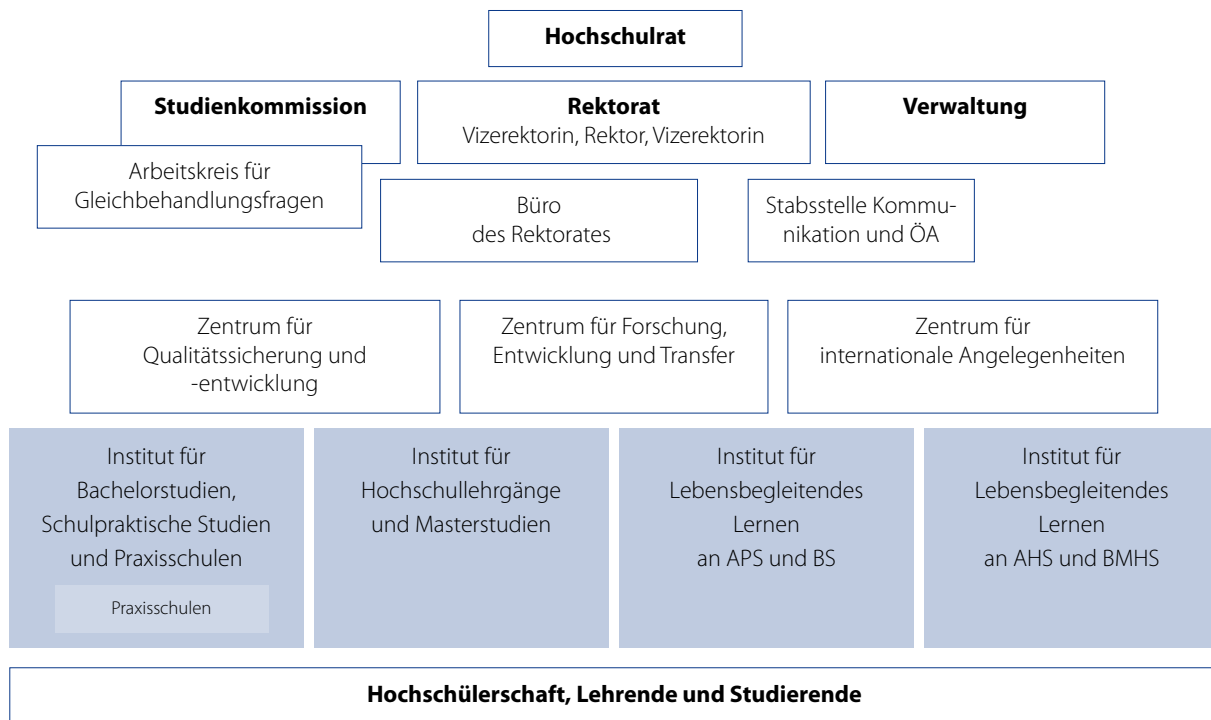 Hochschulrat
Studienkommission
Rektorat
Vizerektorin, Rektor, Vizerektorin
Verwaltung
Arbeitskreis für
Gleichbehandlungsfragen
Büro
des Rektorates
Stabsstelle Kommu-
nikation und ÖA
Zentrum für
Qualitätssicherung und
-entwicklung
Zentrum für Forschung,
Entwicklung und Transfer
Zentrum für
internationale Angelegenheiten
Institut für
Bachelorstudien,
Schulpraktische Studien
und Praxisschulen
Praxisschulen
Institut für
Hochschullehrgänge
und Masterstudien
Institut für
Lebensbegleitendes
Lernen
an APS und BS
Institut für
Lebensbegleitendes
Lernen
an AHS und BMHS
Hochschülerschaft, Lehrende und Studierende